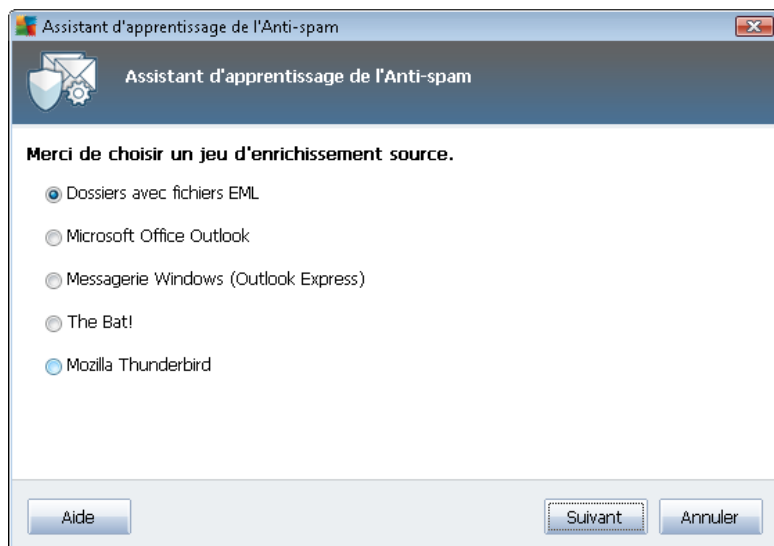 Assistant d'apprentissage de l'Anti-spam
Assistant d'apprentissage de l'Anti-spam
Merci de choisir un jeu d'enrichissement source.
Dossiers avec fichiers EML
Microsoft Office Outlook
Messagerie Windows (Outlook Express)
The Bat!
Mozilla Thunderbird
Aide
Suivant
Annuler